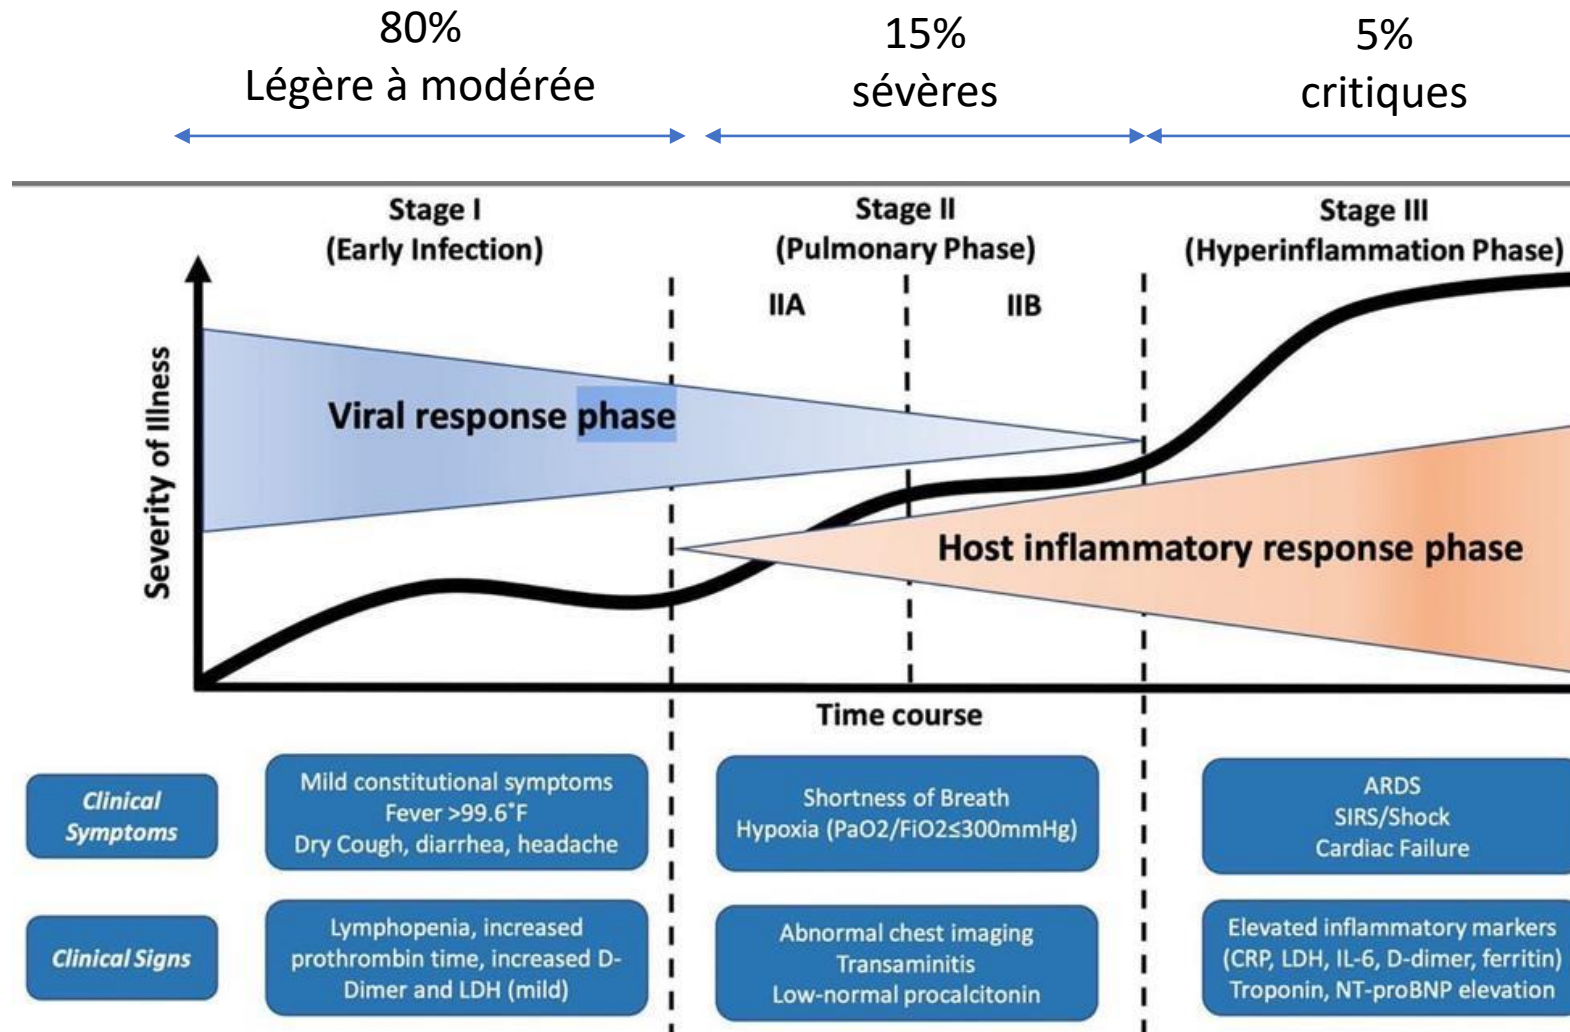 80%
Légère à modérée
15%
sévères
5%
critiques
Stage I
(Early Infection)
Stage II
(Pulmonary Phase)
Stage III
(Hyperinflammation Phase)
IIA
IIB
Severity of Illness
Viral response phase
Host inflammatory response phase
Time course
Clinical
Symptoms
Mild constitutional symptoms
Fever >99.6°F
Dry Cough, diarrhea, headache
Shortness of Breath
Hypoxia (PaO2/FiO2≤300mmHg)
ARDS
SIRS/Shock
Cardiac Failure
Clinical Signs
Lymphopenia, increased
prothrombin time, increased D-
Dimer and LDH (mild)
Abnormal chest imaging
Transaminitis
Low-normal procalcitonin
Elevated inflammatory markers
(CRP, LDH, IL-6, D-dimer, ferritin)
Troponin, NT-proBNP elevation